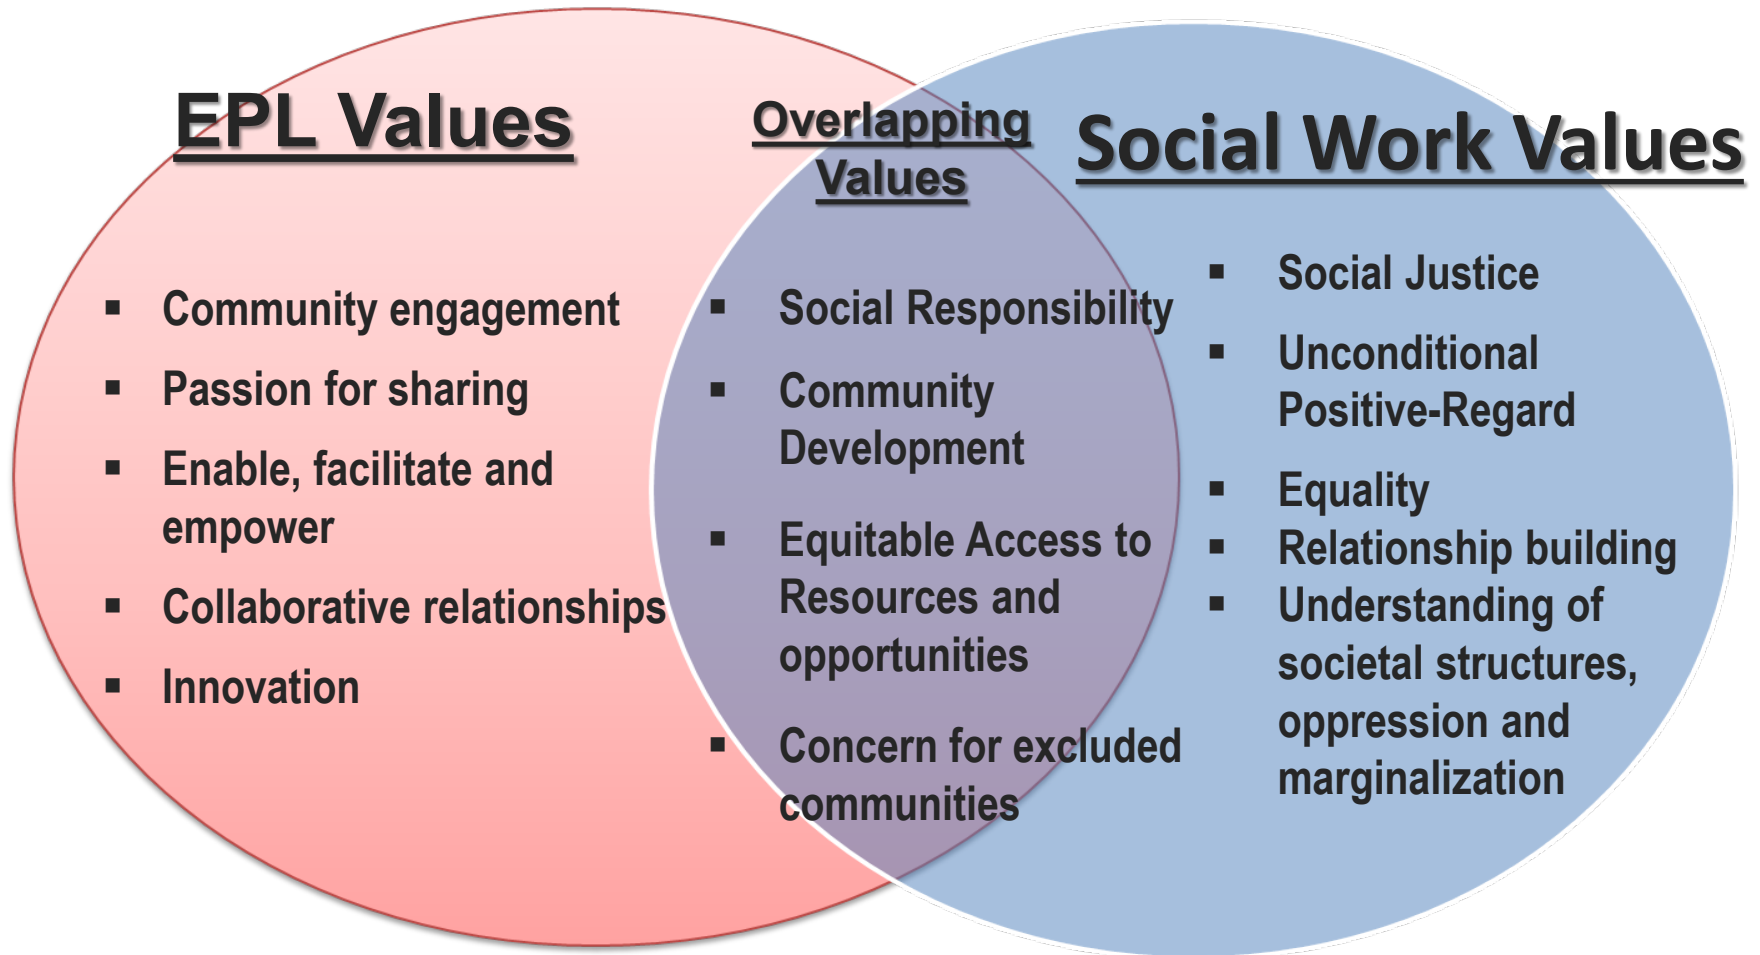 EPL Values
▪ Community engagement
▪ Passion for sharing
▪ Enable, facilitate and
empower
▪ Collaborative relationships
▪ Innovation
Overlapping
Values
▪ Social Responsibility
▪ Community
Development
▪ Equitable Access to
Resources and
opportunities
▪ Concern for excluded
communities
Social Work Values
▪ Social Justice
▪ Unconditional
Positive-Regard
▪ Equality
▪ Relationship building
▪ Understanding of
societal structures,
oppression and
marginalization